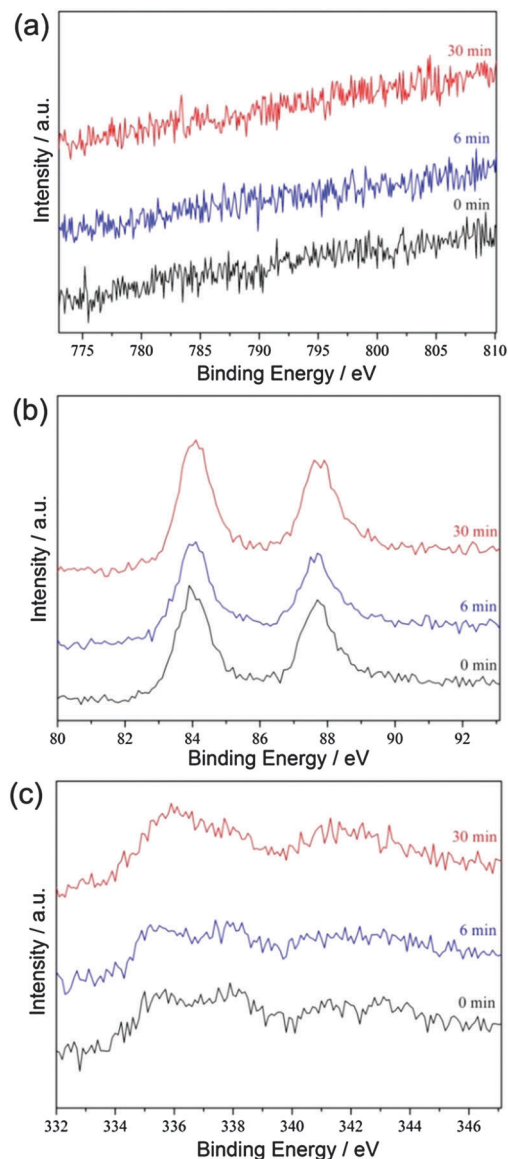 (a)
Intensity / a.u.
30 min
6 min
0 min
775 780 785 790 795 800 805 810
Binding Energy / eV
(b)
Intensity / a.u.
30 min
6 min
0 min
80 82 84 86 88 90 92
Binding Energy / eV
(c)
Intensity / a.u.
30 min
6 min
0 min
332 334 336 338 340 342 344 346
Binding Energy / eV